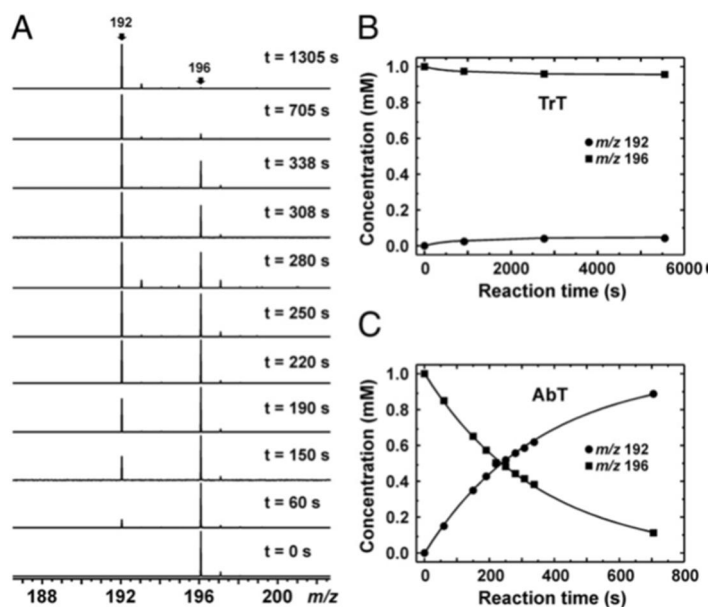 A
192
196
t = 1305 s
t = 705 s
t = 338 s
t = 308 s
t = 280 s
t = 250 s
t = 220 s
t = 190 s
t = 150 s
t = 60 s
t = 0 s
188 192 196 200 m/z
B
Concentration (mM)
1.0
0.8
0.6
0.4
0.2
0.0
TrT
m/z 192
m/z 196
0 2000 4000 6000
Reaction time (s)
C
Concentration (mM)
1.0
0.8
0.6
0.4
0.2
0.0
AbT
m/z 192
m/z 196
0 200 400 600 800
Reaction time (s)